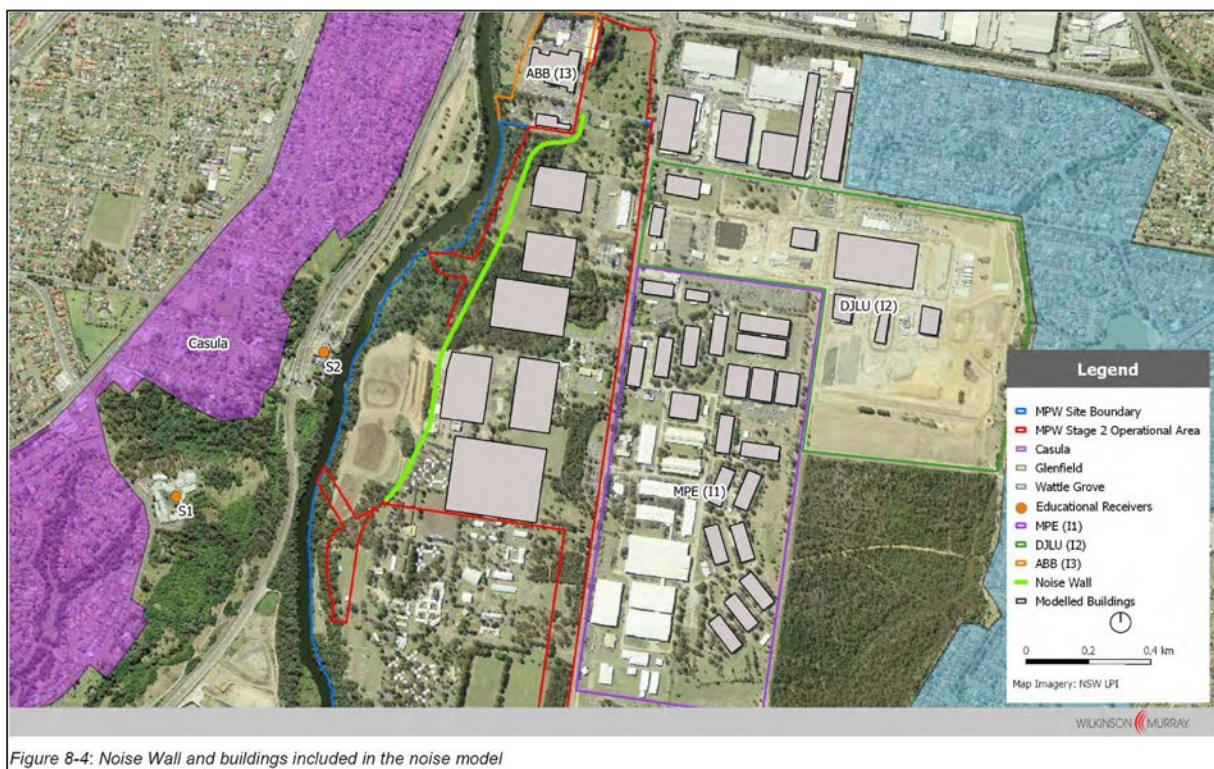 ABB (I3)
Casula
S2
DJLU (I2)
S1
MPE (I1)
Legend
MPW Site Boundary
MPW Stage 2 Operational Area
Casula
Glenfield
Wattle Grove
Educational Receivers
MPE (I1)
DJLU (I2)
ABB (I3)
Noise Wall
Modelled Buildings
0 0.2 0.4 km
Map Imagery: NSW LPI
WILKINSON MURRAY
Figure 8-4: Noise Wall and buildings included in the noise model